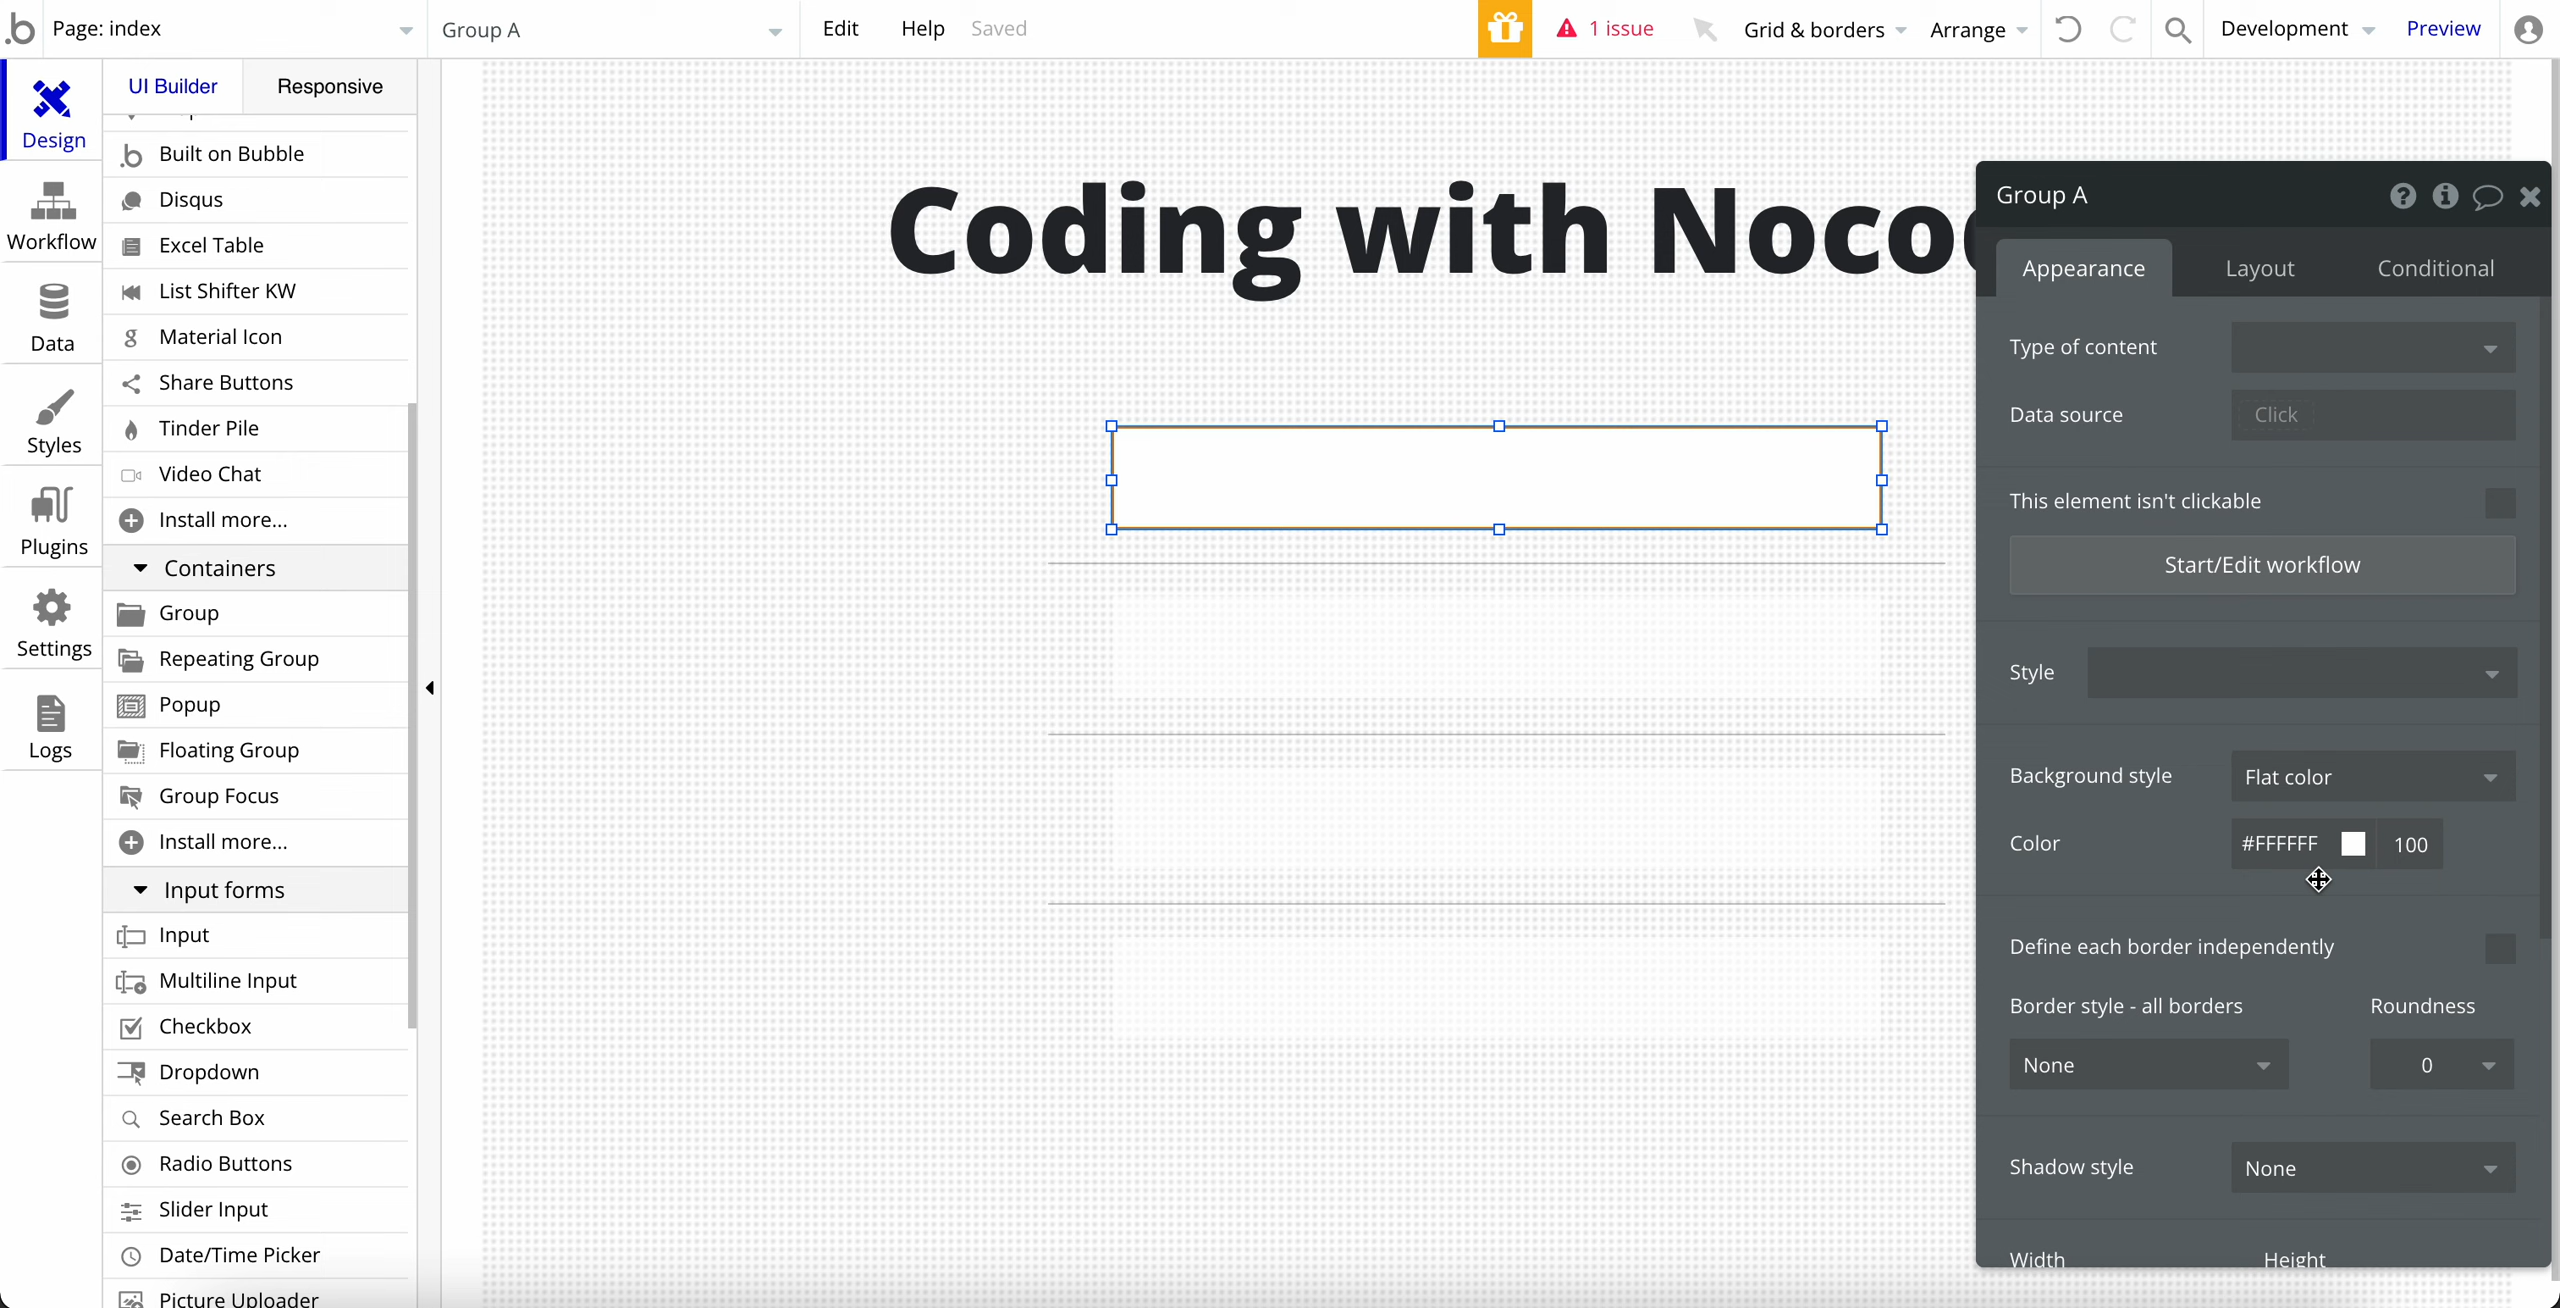 Page: index
Group A
Edit
Help
Saved
1 issue
Grid & borders
Arrange
Development
Preview
Design
Workflow
Data
Styles
Plugins
Settings
Logs
UI Builder
Responsive
Built on Bubble
Disqus
Excel Table
List Shifter KW
Material Icon
Share Buttons
Tinder Pile
Video Chat
Install more...
Containers
Group
Repeating Group
Popup
Floating Group
Group Focus
Install more...
Input forms
Input
Multiline Input
Checkbox
Dropdown
Search Box
Radio Buttons
Slider Input
Date/Time Picker
Picture Uploader
Coding with Nocod
Group A
Appearance
Layout
Conditional
Type of content
Data source
Click
This element isn't clickable
Start/Edit workflow
Style
Background style
Flat color
Color
#FFFFFF
100
Define each border independently
Border style - all borders
Roundness
None
0
Shadow style
None
Width
Height